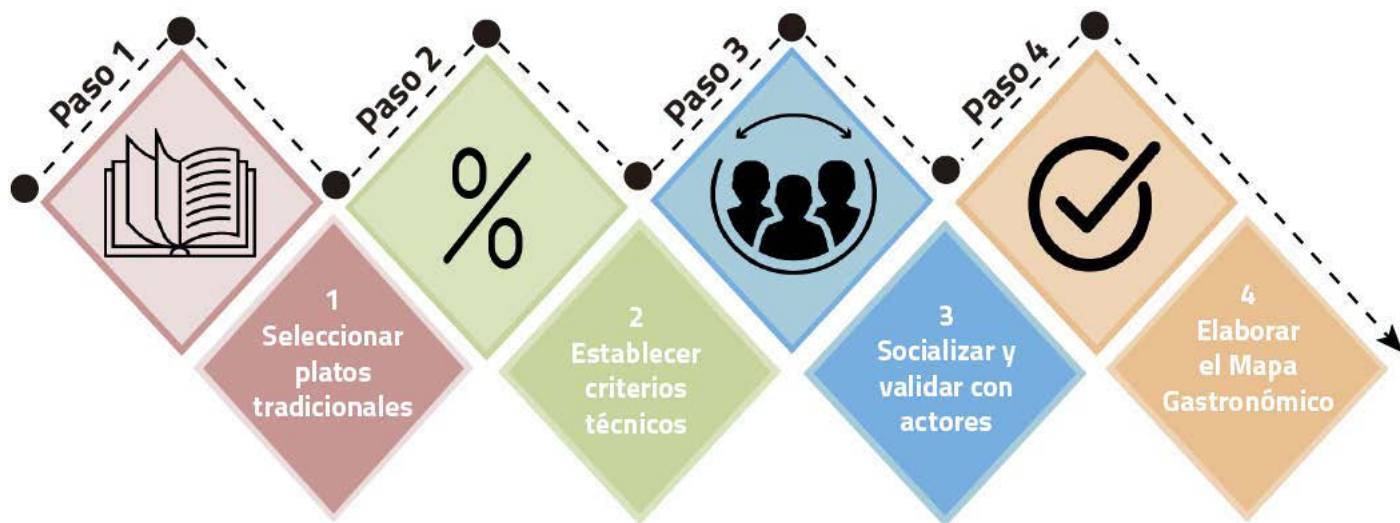 Paso 1
Paso 2
Paso 3
Paso 4
%
1
Seleccionar
platos
tradicionales
2
Establecer
criterios
técnicos
3
Socializar y
validar con
actores
4
Elaborar
el Mapa
Gastronómico